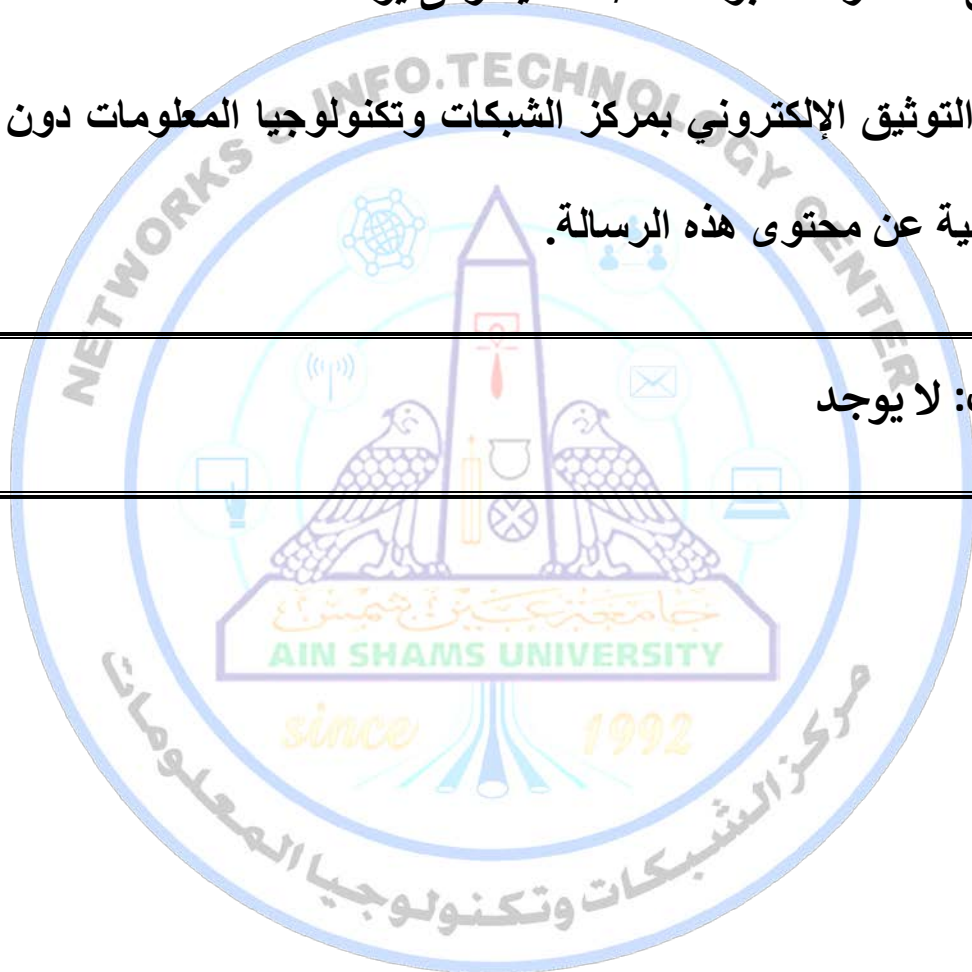 التوثيق الإلكتروني بمركز الشبكات وتكنولوجيا المعلومات دون
عن محتوى هذه الرسالة.
لا يوجد
NETWORKS & INFO.TECHNOLOGY CENTER
جامعة عين شمس
AIN SHAMS UNIVERSITY
since 1992
مركز الشبكات وتكنولوجيا المعلومات